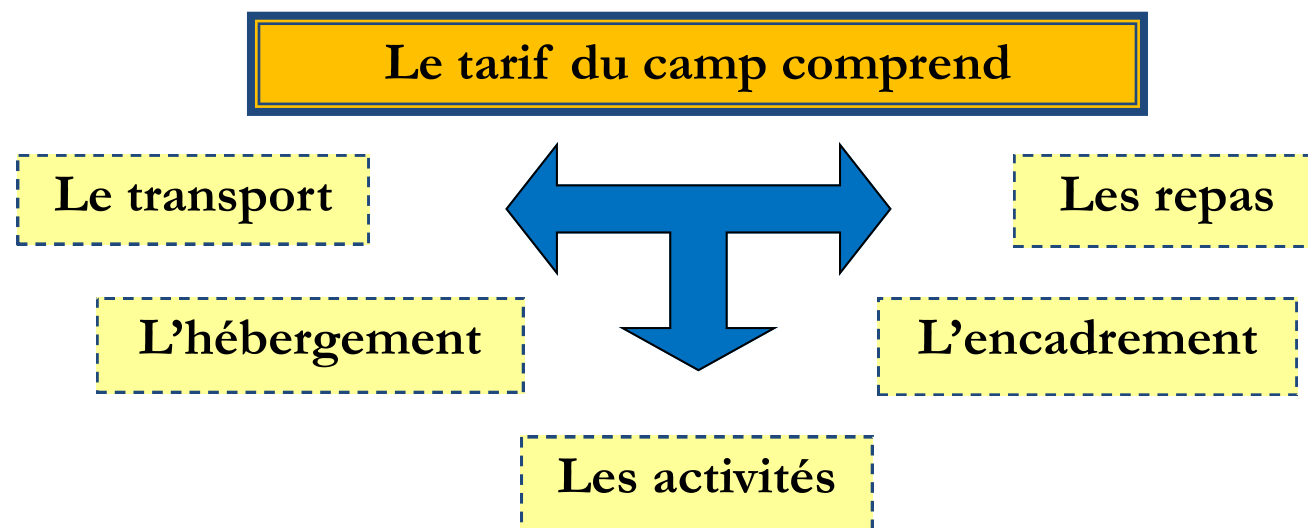 Le tarif du camp comprend
Le transport
Les repas
L’hébergement
L’encadrement
Les activités